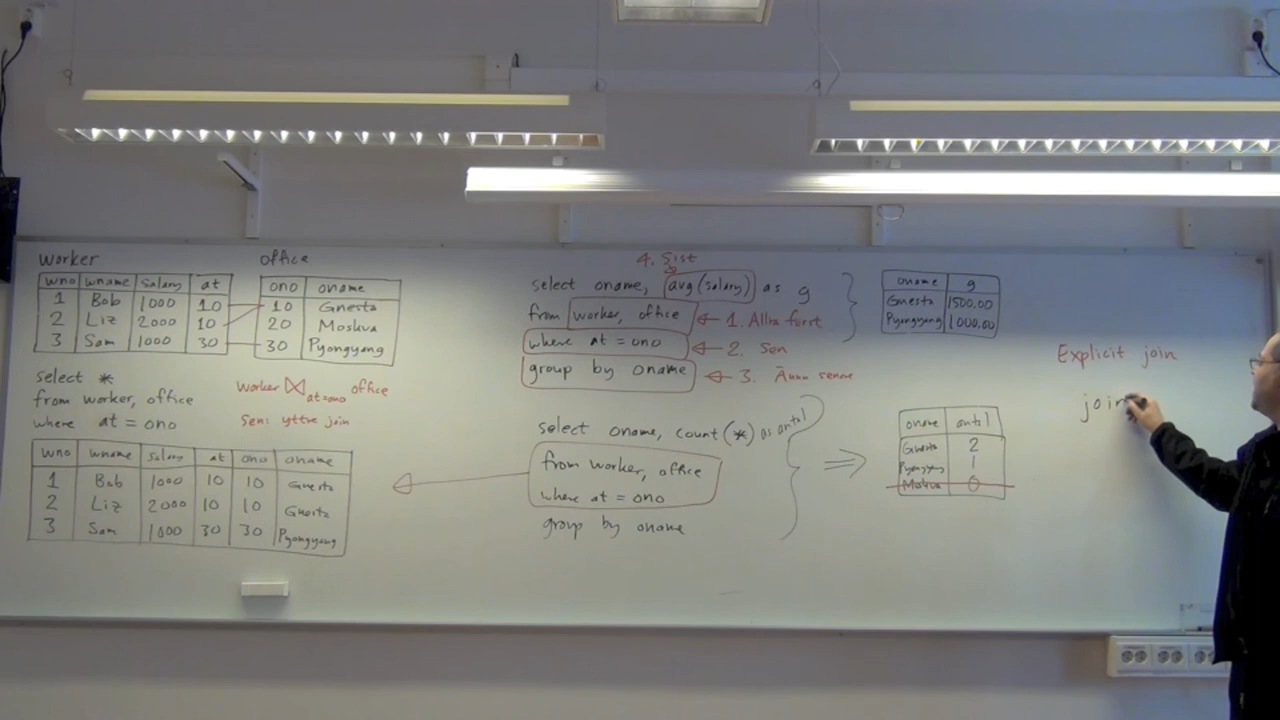 worker
wno wname salary at
1 Bob 1000 10
2 Liz 2000 10
3 Sam 1000 30
office
ono oname
10 Gnesta
20 Moskva
30 Pyongyang
select *
from worker, office
where at = ono
worker ⋈ at=ono office
Sen: yttre join
wno wname salary at ono oname
1 Bob 1000 10 10 Gnesta
2 Liz 2000 10 10 Gnesta
3 Sam 1000 30 30 Pyongyang
4. Sist
select oname, avg(salary) as g
from worker, office
1. Allra först
where at = ono
2. Sen
group by oname
3. Ännu senare
select oname, count(*) as antal
from worker, office
where at = ono
group by oname
oname g
Gnesta 1500.00
Pyongyang 1000.00
⇒
oname antal
Gnesta 2
Pyongyang 1
Moskva 0
Explicit join
join